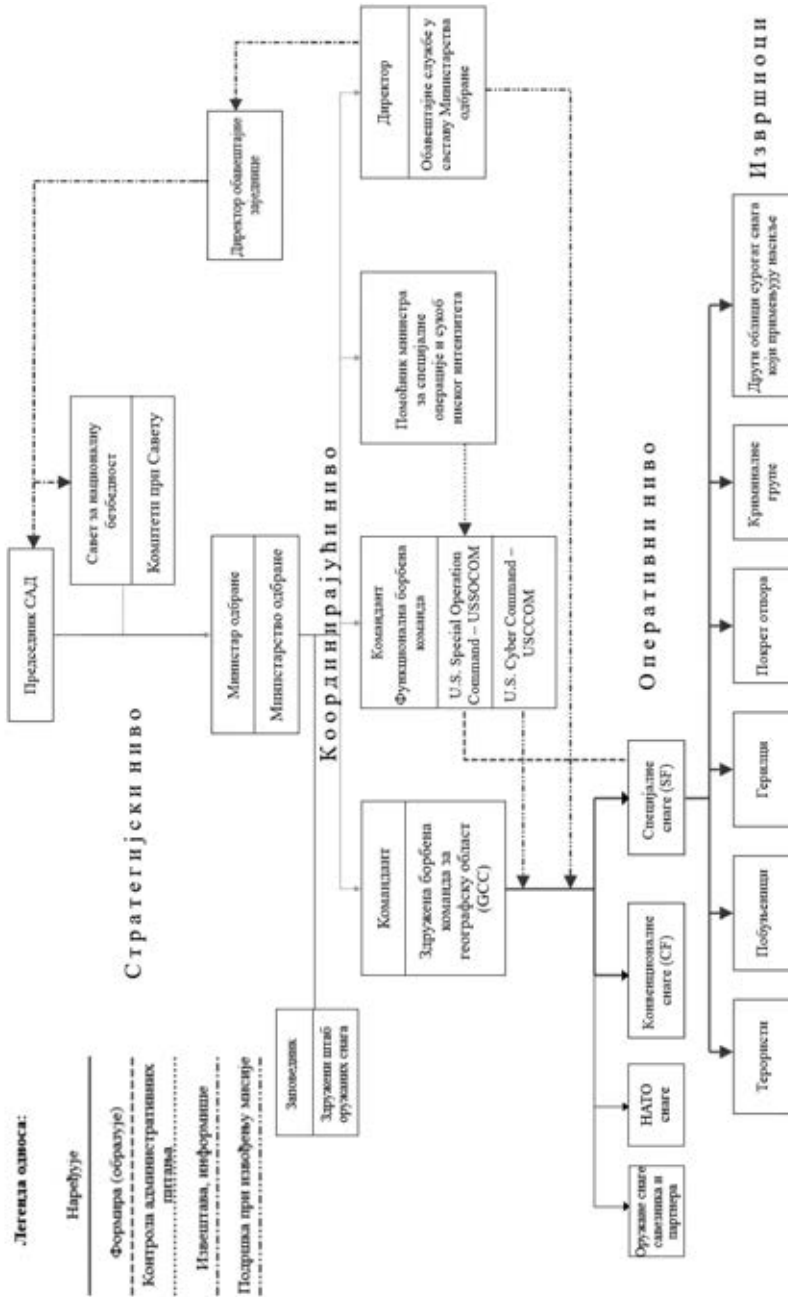 Легенда односа:
Наређује
Формира (образује)
Контрола административних
питања
Извештава, информише
Подршка при извођењу мисије
Стратегијски ниво
Председник САД
Савет за националну
безбедност
Комитети при Савету
Директор обавештајне
заједнице
Министар одбране
Министарство одбране
Заповедник
Здружени штаб
оружаних снага
Координирајући ниво
Командант
Здружена борбена
команда за
географску област
(GCC)
Командант
Функционална борбена
команда
U.S. Special Operation
Command – USSOCOM
U.S. Cyber Command –
USCCOM
Помоћник министра
за специјалне
операције и сукоб
ниског интензитета
Директор
Обавештајне службе у
саставу Министарства
одбране
Оперативни ниво
Оружане снаге
савезника и
партнера
НАТО
снаге
Конвенционалне
снаге (CF)
Специјалне
снаге (SF)
Извршиоци
Терористи
Побуњеници
Герилци
Покрет отпора
Криминалне
групе
Други облици сурогат снага
који примењују насиље